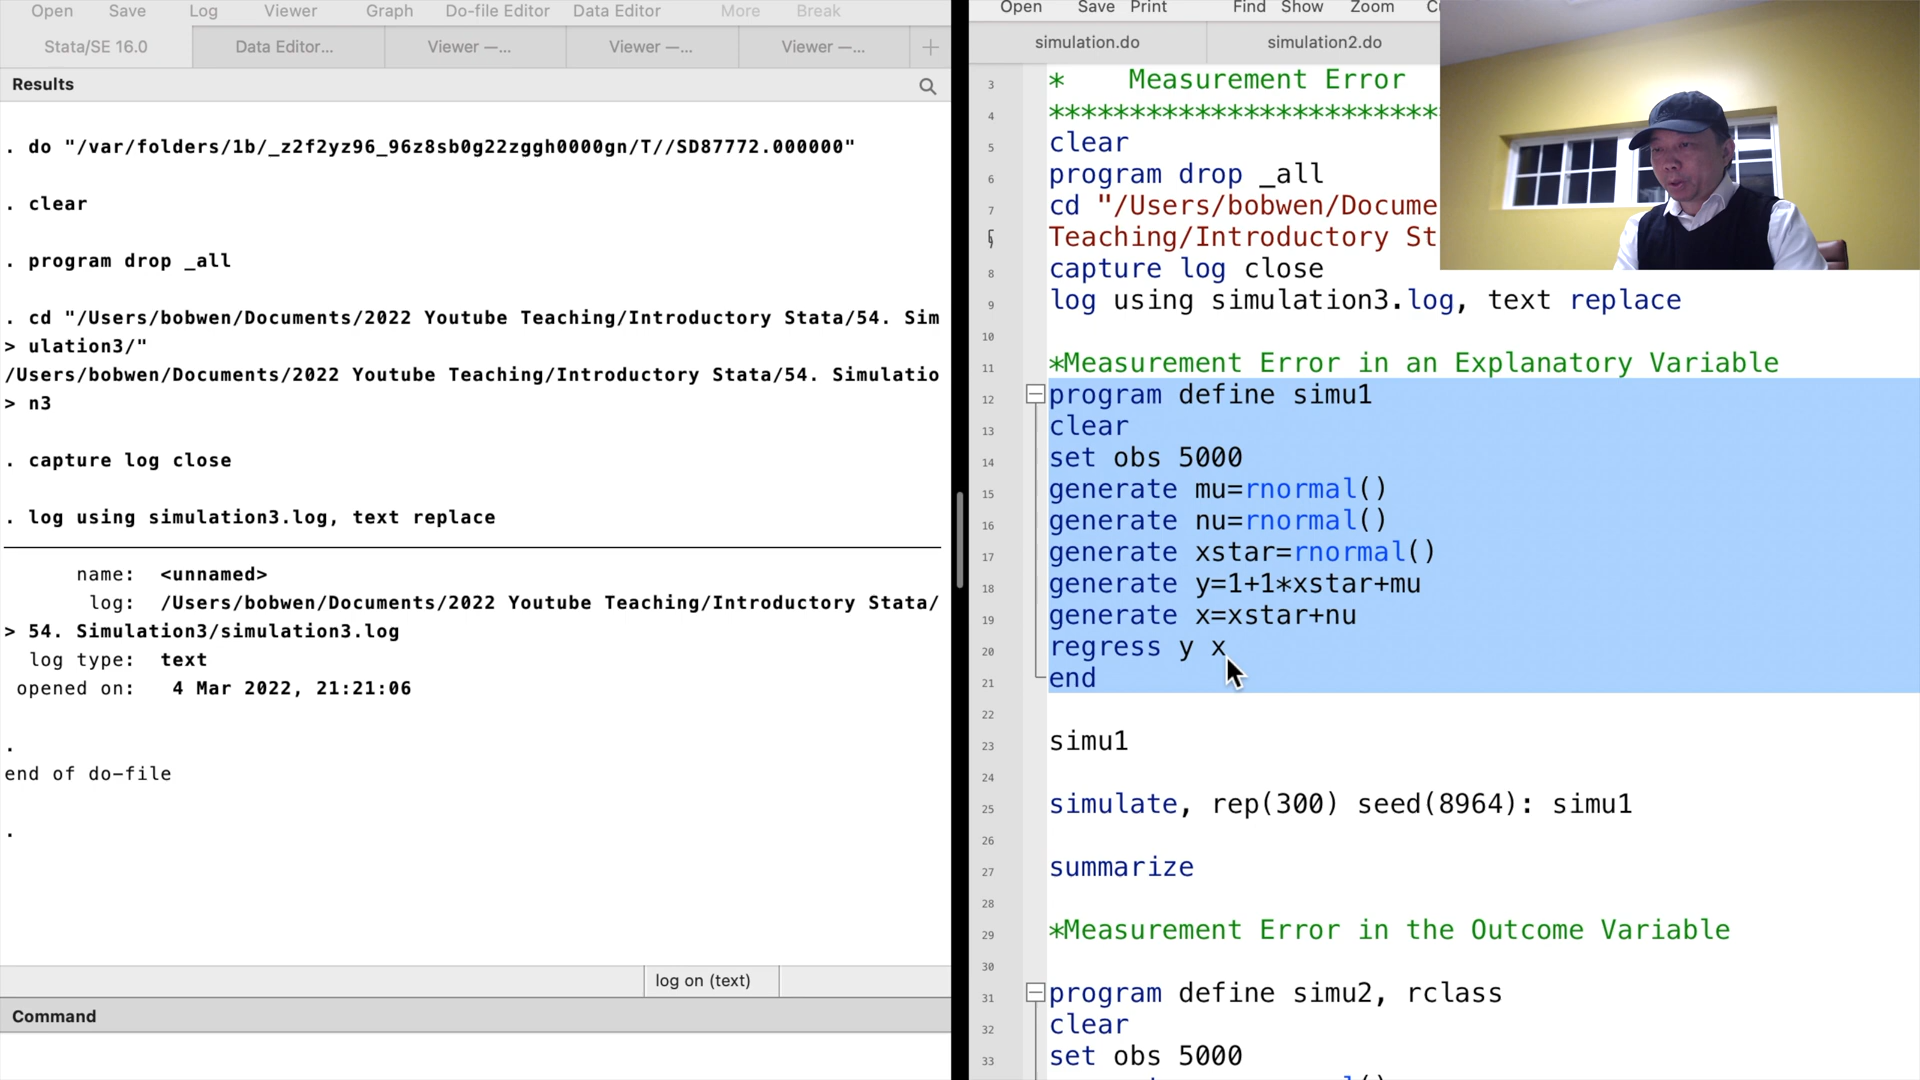 Open Save Log Viewer Graph Do-file Editor Data Editor More Break
Stata/SE 16.0 Data Editor... Viewer —... Viewer —... Viewer —... +
Results
. do "/var/folders/1b/_z2f2yz96_96z8sb0g22zggh0000gn/T//SD87772.000000"
. clear
. program drop _all
. cd "/Users/bobwen/Documents/2022 Youtube Teaching/Introductory Stata/54. Sim
> ulation3/"
/Users/bobwen/Documents/2022 Youtube Teaching/Introductory Stata/54. Simulatio
> n3
. capture log close
. log using simulation3.log, text replace
name: <unnamed>
log: /Users/bobwen/Documents/2022 Youtube Teaching/Introductory Stata/
> 54. Simulation3/simulation3.log
log type: text
opened on: 4 Mar 2022, 21:21:06
.
end of do-file
.
log on (text)
Command
Open Save Print Find Show Zoom
simulation.do simulation2.do
3 * Measurement Error
4 *************************
5 clear
6 program drop _all
7 cd "/Users/bobwen/Docume
Teaching/Introductory St
8 capture log close
9 log using simulation3.log, text replace
10
11 *Measurement Error in an Explanatory Variable
12 program define simu1
13 clear
14 set obs 5000
15 generate mu=rnormal()
16 generate nu=rnormal()
17 generate xstar=rnormal()
18 generate y=1+1*xstar+mu
19 generate x=xstar+nu
20 regress y x
21 end
22
23 simu1
24
25 simulate, rep(300) seed(8964): simu1
26
27 summarize
28
29 *Measurement Error in the Outcome Variable
30
31 program define simu2, rclass
32 clear
33 set obs 5000